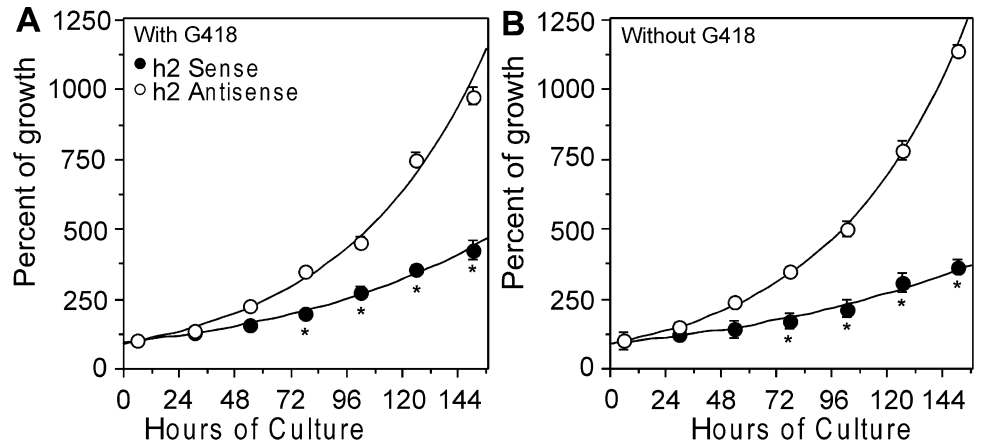 A
With G418
h2 Sense
h2 Antisense
Percent of growth
1250
1000
750
500
250
0
0 24 48 72 96 120 144
Hours of Culture
* * * *
B
Without G418
Percent of growth
1250
1000
750
500
250
0
0 24 48 72 96 120 144
Hours of Culture
* * * *